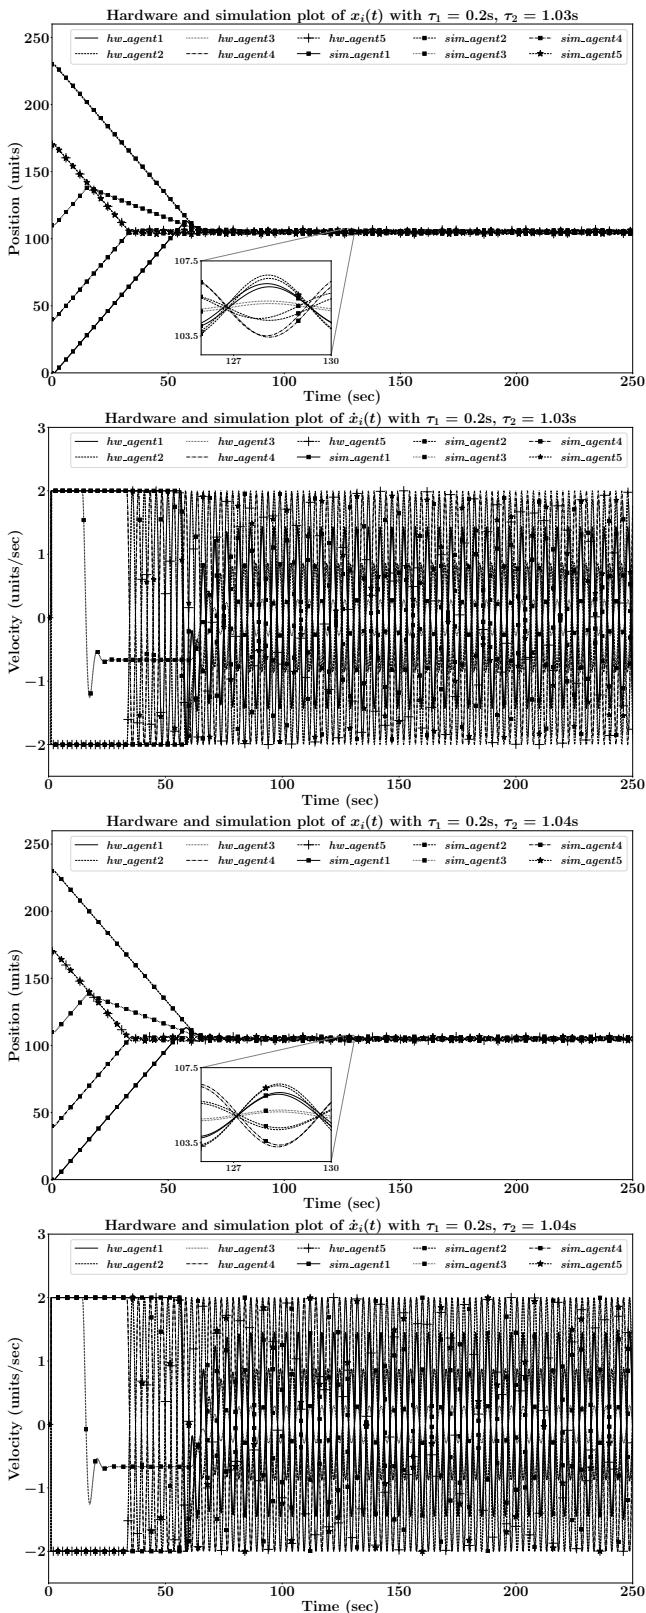 Hardware and simulation plot of xᵢ(t) with τ₁ = 0.2s, τ₂ = 1.03s
hw_agent1 hw_agent3 hw_agent5 sim_agent2 sim_agent4
hw_agent2 hw_agent4 sim_agent1 sim_agent3 sim_agent5
Position (units)
250
200
150
100
50
0
107.5
103.5
127 130
0 50 100 150 200 250
Time (sec)
Hardware and simulation plot of ẋᵢ(t) with τ₁ = 0.2s, τ₂ = 1.03s
hw_agent1 hw_agent3 hw_agent5 sim_agent2 sim_agent4
hw_agent2 hw_agent4 sim_agent1 sim_agent3 sim_agent5
Velocity (units/sec)
3
2
1
0
−1
−2
0 50 100 150 200 250
Time (sec)
Hardware and simulation plot of xᵢ(t) with τ₁ = 0.2s, τ₂ = 1.04s
hw_agent1 hw_agent3 hw_agent5 sim_agent2 sim_agent4
hw_agent2 hw_agent4 sim_agent1 sim_agent3 sim_agent5
Position (units)
250
200
150
100
50
0
107.5
103.5
127 130
0 50 100 150 200 250
Time (sec)
Hardware and simulation plot of ẋᵢ(t) with τ₁ = 0.2s, τ₂ = 1.04s
hw_agent1 hw_agent3 hw_agent5 sim_agent2 sim_agent4
hw_agent2 hw_agent4 sim_agent1 sim_agent3 sim_agent5
Velocity (units/sec)
3
2
1
0
−1
−2
0 50 100 150 200 250
Time (sec)